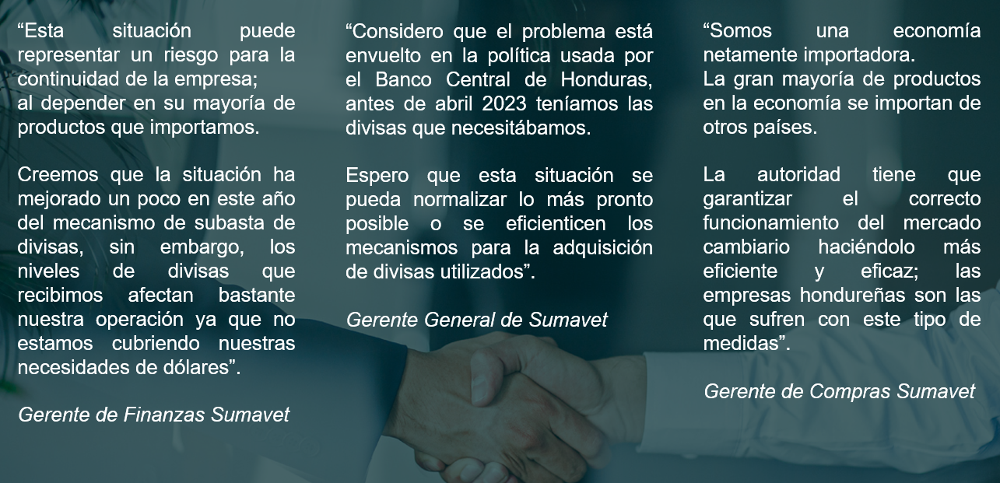 “Esta situación puede
representar un riesgo para la
continuidad de la empresa;
al depender en su mayoría de
productos que importamos.
Creemos que la situación ha
mejorado un poco en este año
del mecanismo de subasta de
divisas, sin embargo, los
niveles de divisas que
recibimos afectan bastante
nuestra operación ya que no
estamos cubriendo nuestras
necesidades de dólares”.
Gerente de Finanzas Sumavet
“Considero que el problema está
envuelto en la política usada por
el Banco Central de Honduras,
antes de abril 2023 teníamos las
divisas que necesitábamos.
Espero que esta situación se
pueda normalizar lo más pronto
posible o se eficienticen los
mecanismos para la adquisición
de divisas utilizados”.
Gerente General de Sumavet
“Somos una economía
netamente importadora.
La gran mayoría de productos
en la economía se importan de
otros países.
La autoridad tiene que
garantizar el correcto
funcionamiento del mercado
cambiario haciéndolo más
eficiente y eficaz; las
empresas hondureñas son las
que sufren con este tipo de
medidas”.
Gerente de Compras Sumavet